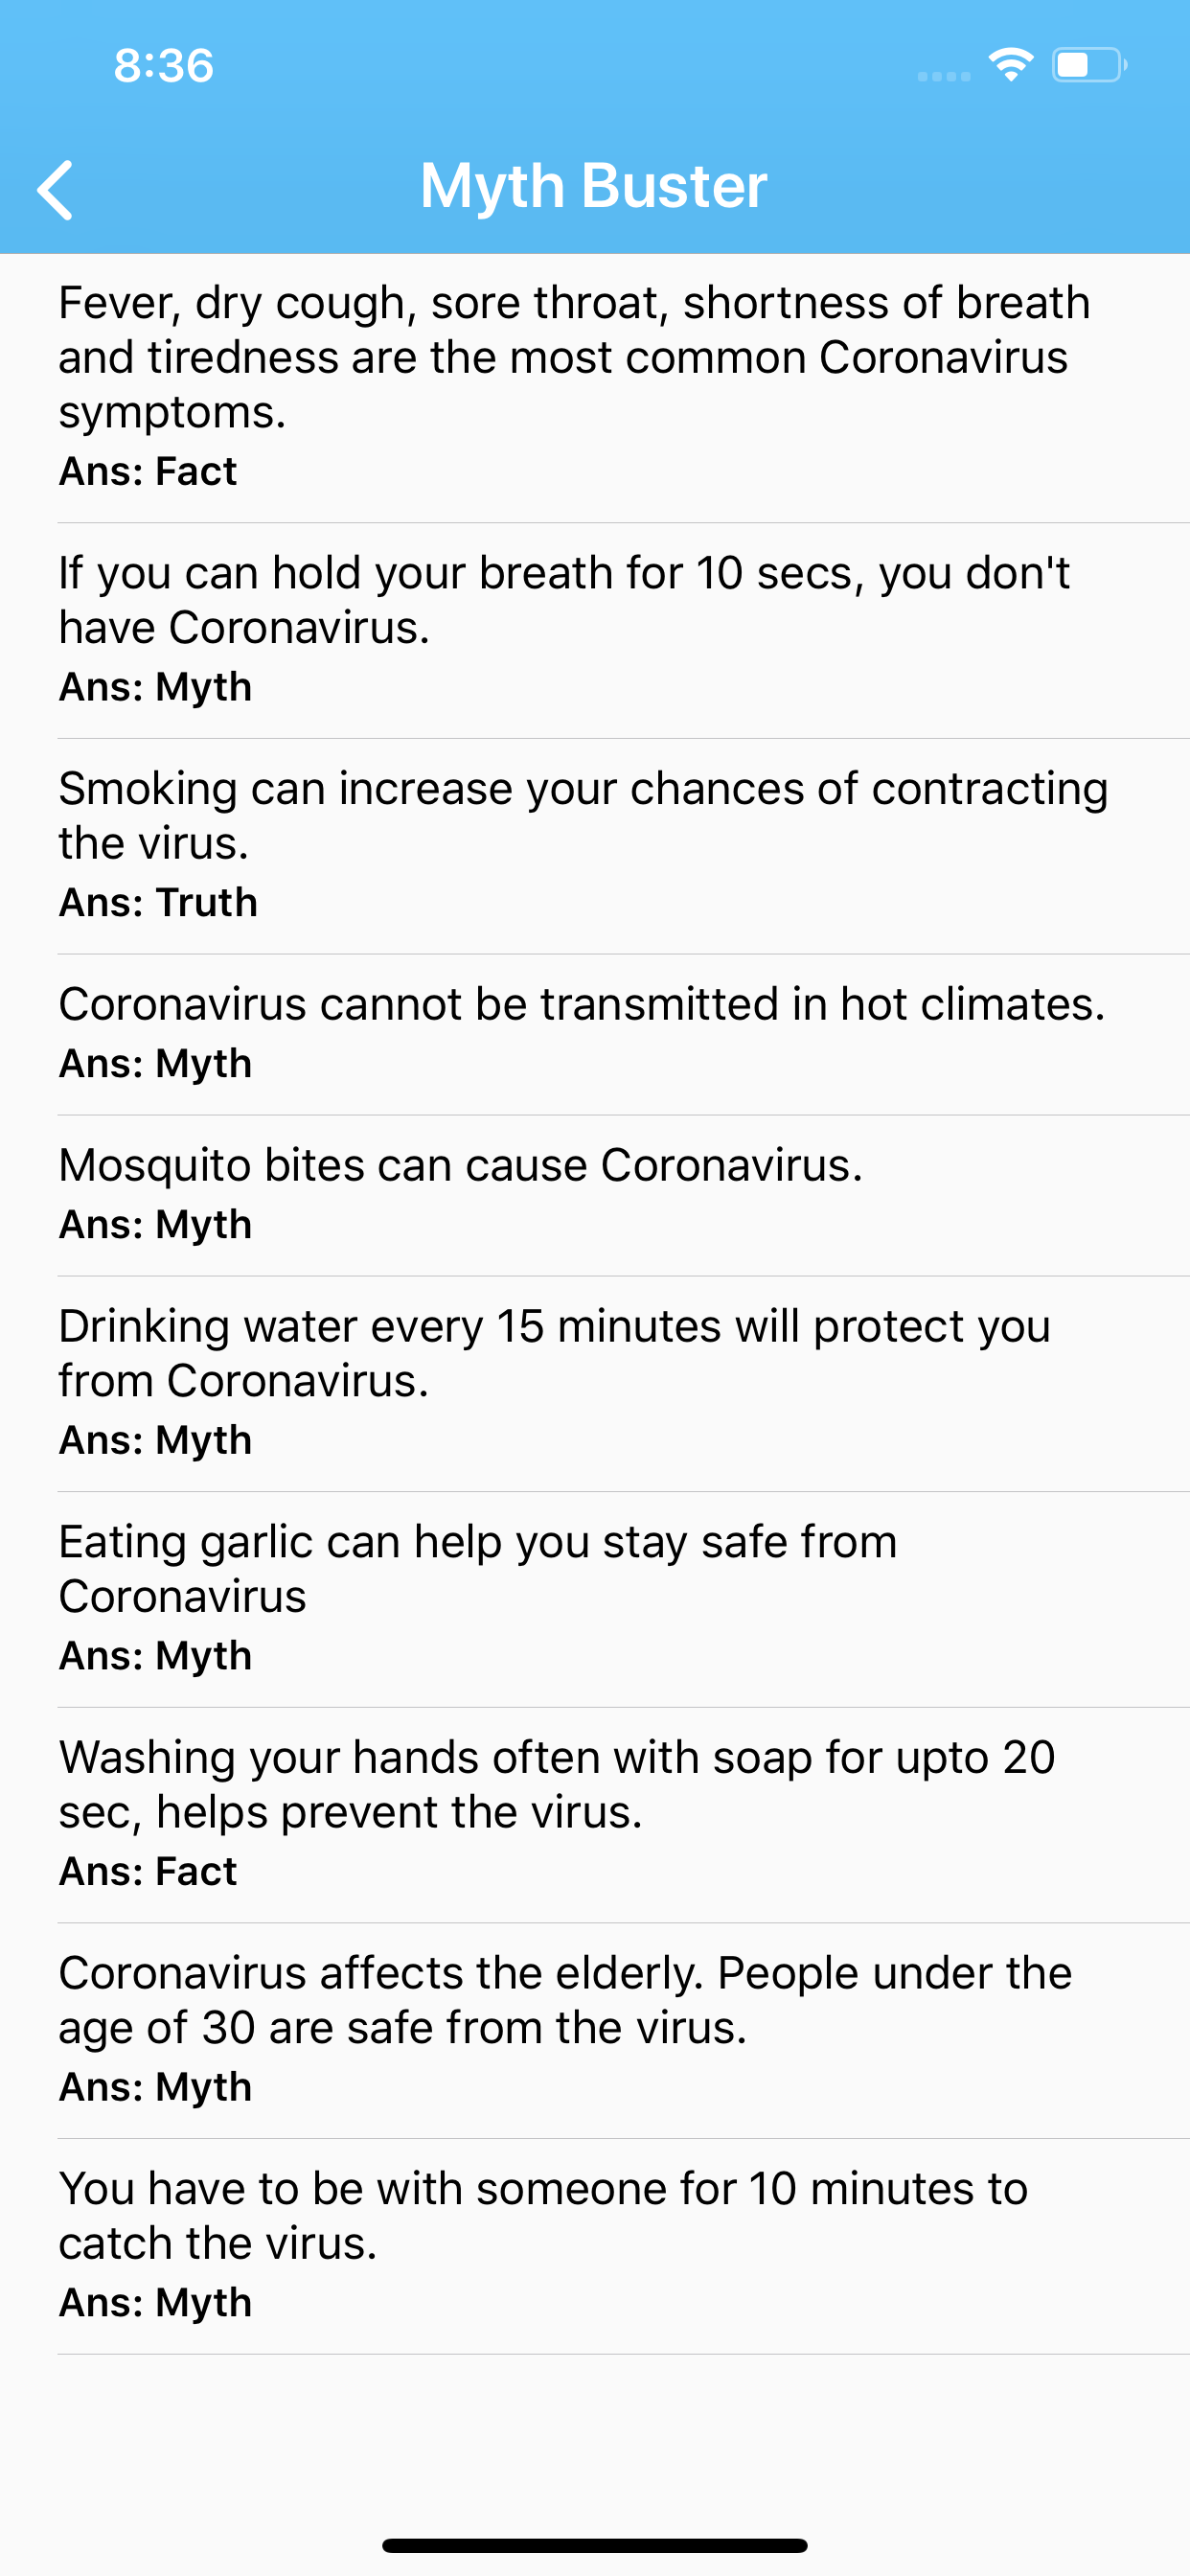 8:36
Myth Buster
Fever, dry cough, sore throat, shortness of breath
and tiredness are the most common Coronavirus
symptoms.
Ans: Fact
If you can hold your breath for 10 secs, you don't
have Coronavirus.
Ans: Myth
Smoking can increase your chances of contracting
the virus.
Ans: Truth
Coronavirus cannot be transmitted in hot climates.
Ans: Myth
Mosquito bites can cause Coronavirus.
Ans: Myth
Drinking water every 15 minutes will protect you
from Coronavirus.
Ans: Myth
Eating garlic can help you stay safe from
Coronavirus
Ans: Myth
Washing your hands often with soap for upto 20
sec, helps prevent the virus.
Ans: Fact
Coronavirus affects the elderly. People under the
age of 30 are safe from the virus.
Ans: Myth
You have to be with someone for 10 minutes to
catch the virus.
Ans: Myth